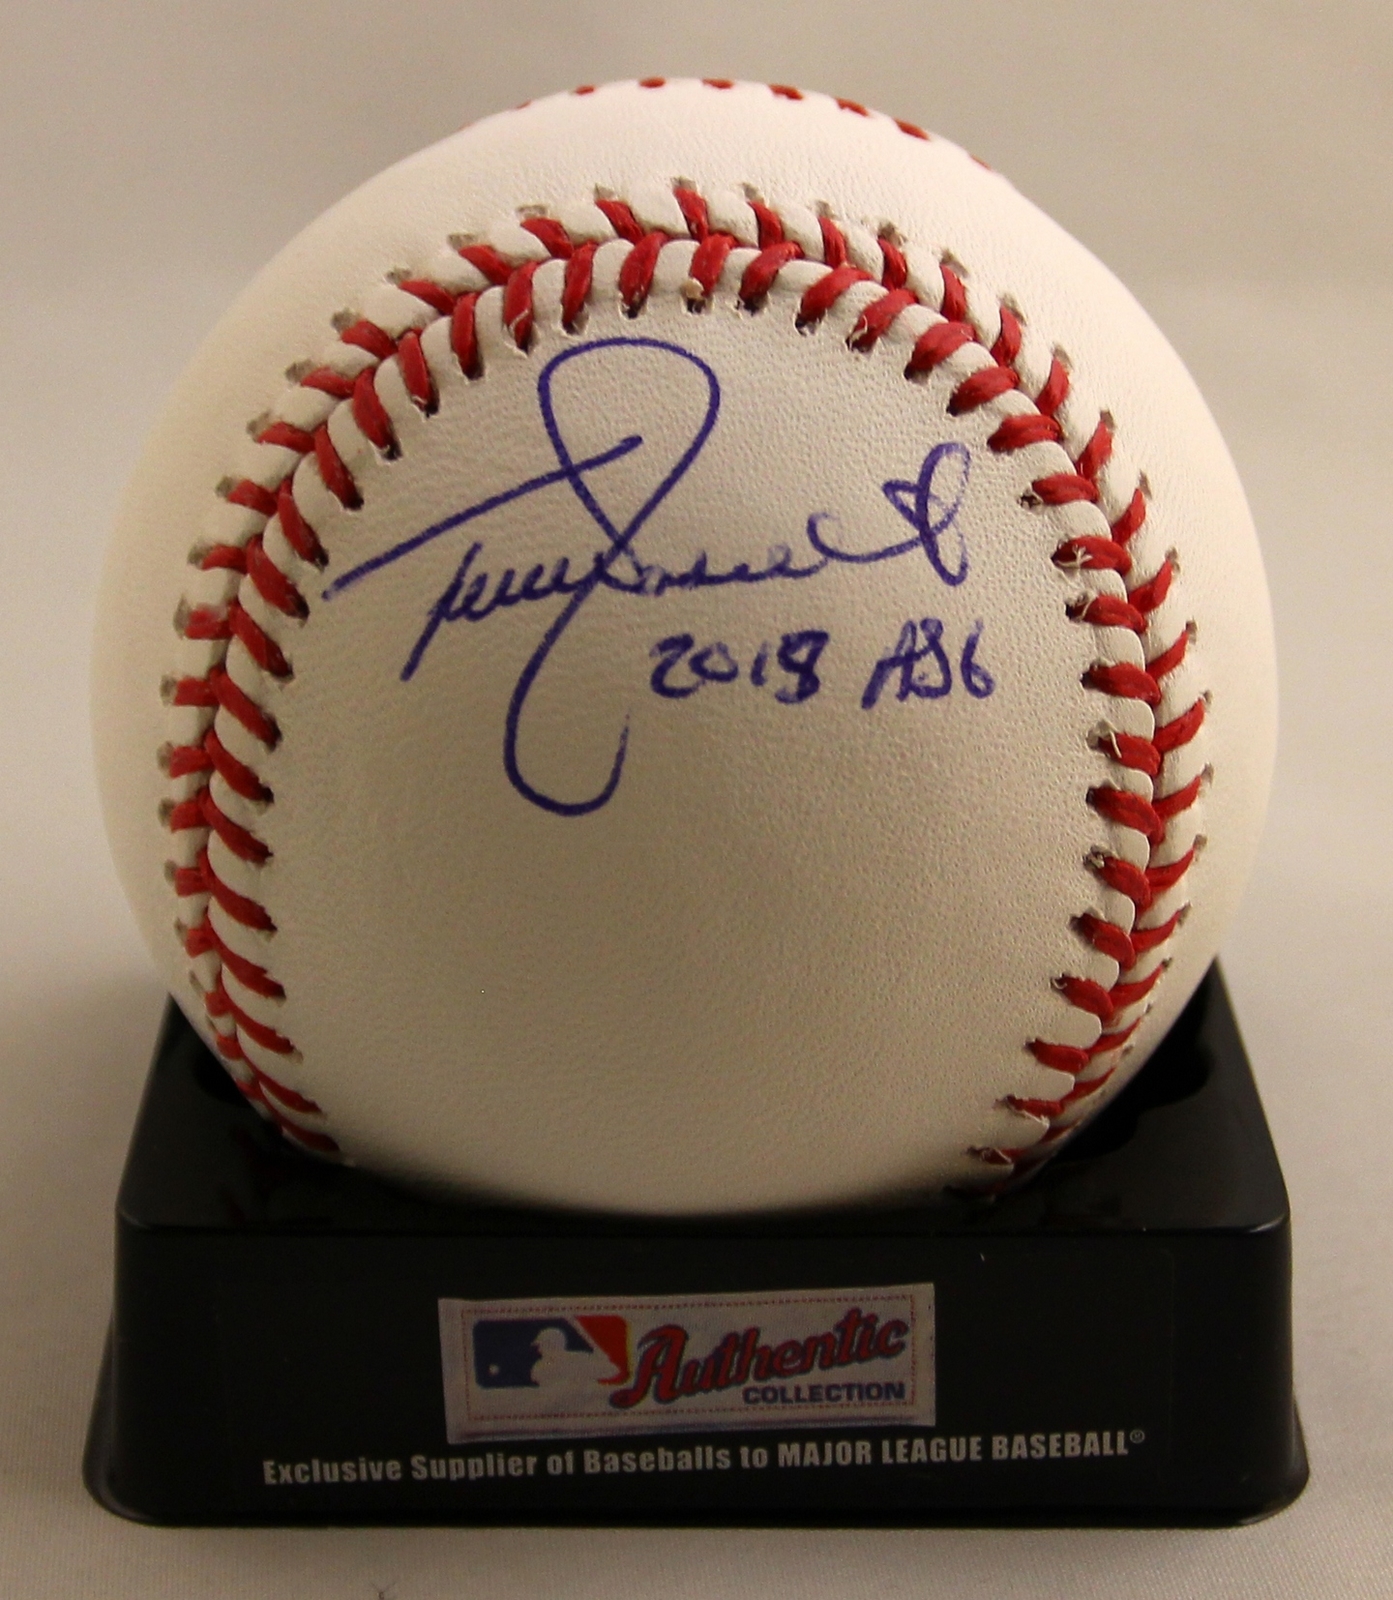 2018 ASG
Authentic
COLLECTION
Exclusive Supplier of Baseballs to MAJOR LEAGUE BASEBALL®